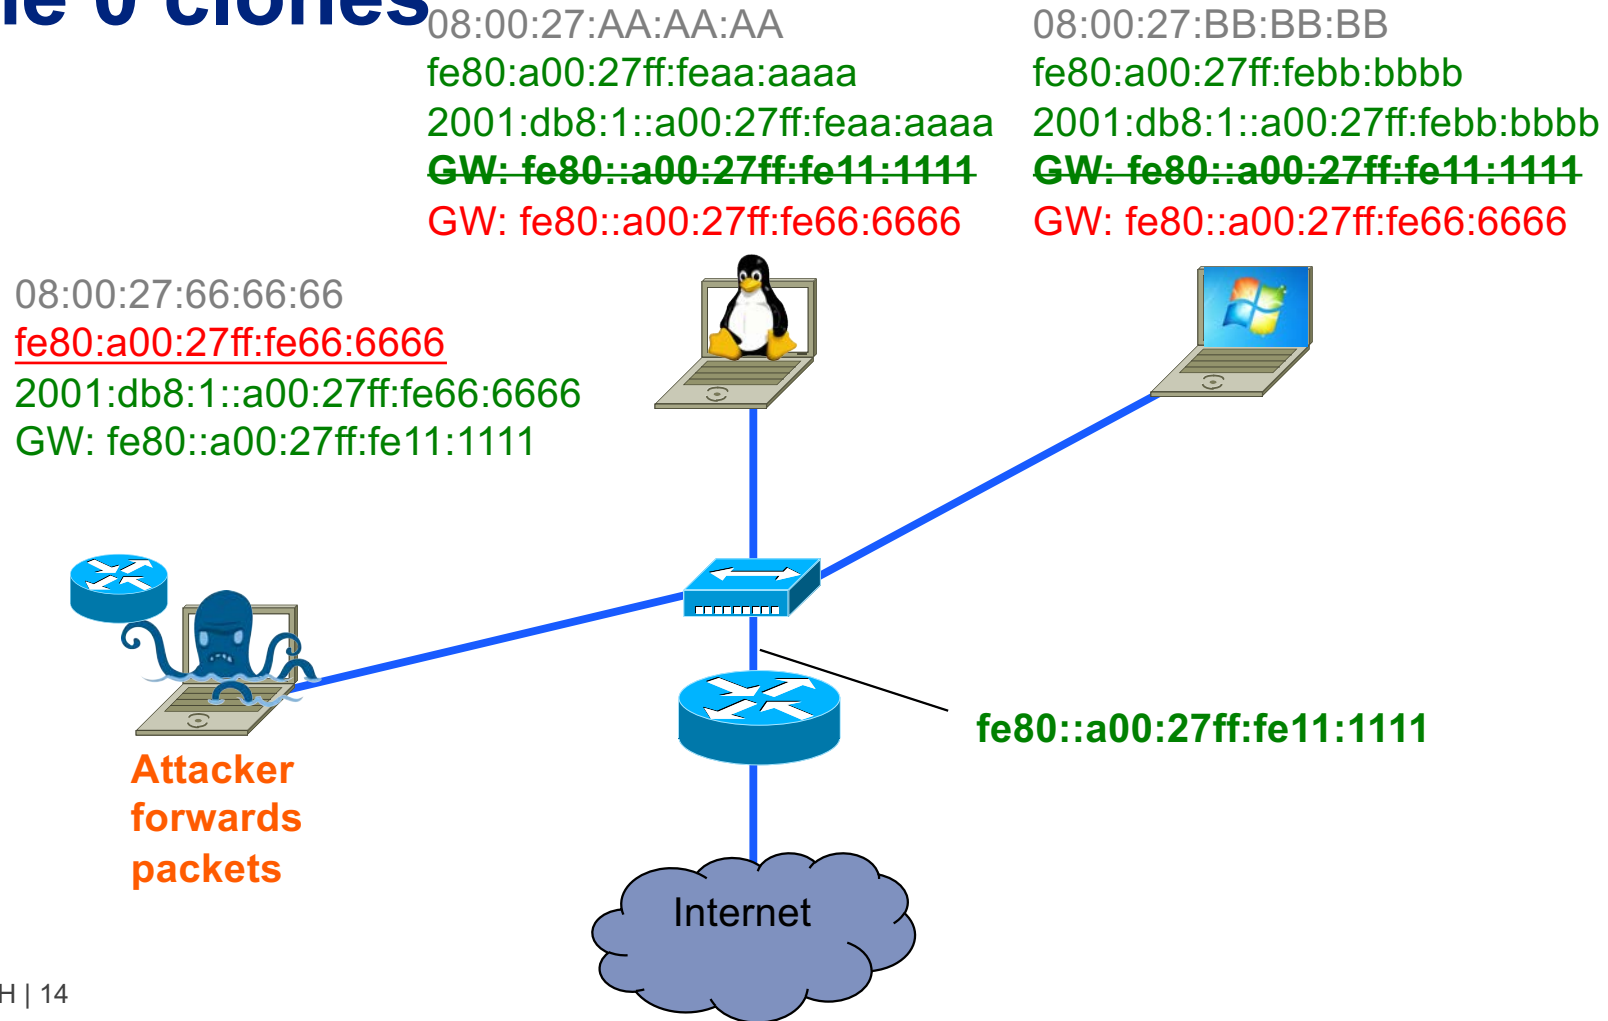 le 0 clones
08:00:27:AA:AA:AA
fe80:a00:27ff:feaa:aaaa
2001:db8:1::a00:27ff:feaa:aaaa
GW: fe80::a00:27ff:fe11:1111
GW: fe80::a00:27ff:fe66:6666
08:00:27:BB:BB:BB
fe80:a00:27ff:febb:bbbb
2001:db8:1::a00:27ff:febb:bbbb
GW: fe80::a00:27ff:fe11:1111
GW: fe80::a00:27ff:fe66:6666
08:00:27:66:66:66
fe80:a00:27ff:fe66:6666
2001:db8:1::a00:27ff:fe66:6666
GW: fe80::a00:27ff:fe11:1111
fe80::a00:27ff:fe11:1111
Attacker
forwards
packets
Internet
H | 14